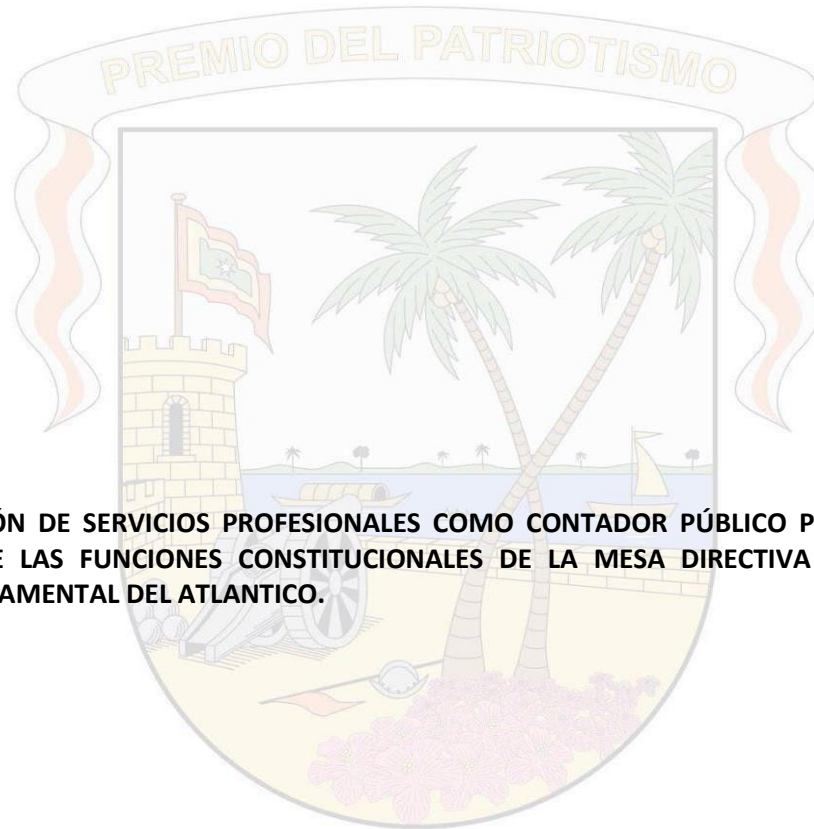 PREMIO DEL PATRIOTISMO
ÓN DE SERVICIOS PROFESIONALES COMO CONTADOR PÚBLICO P
E LAS FUNCIONES CONSTITUCIONALES DE LA MESA DIRECTIVA
AMENTAL DEL ATLANTICO.